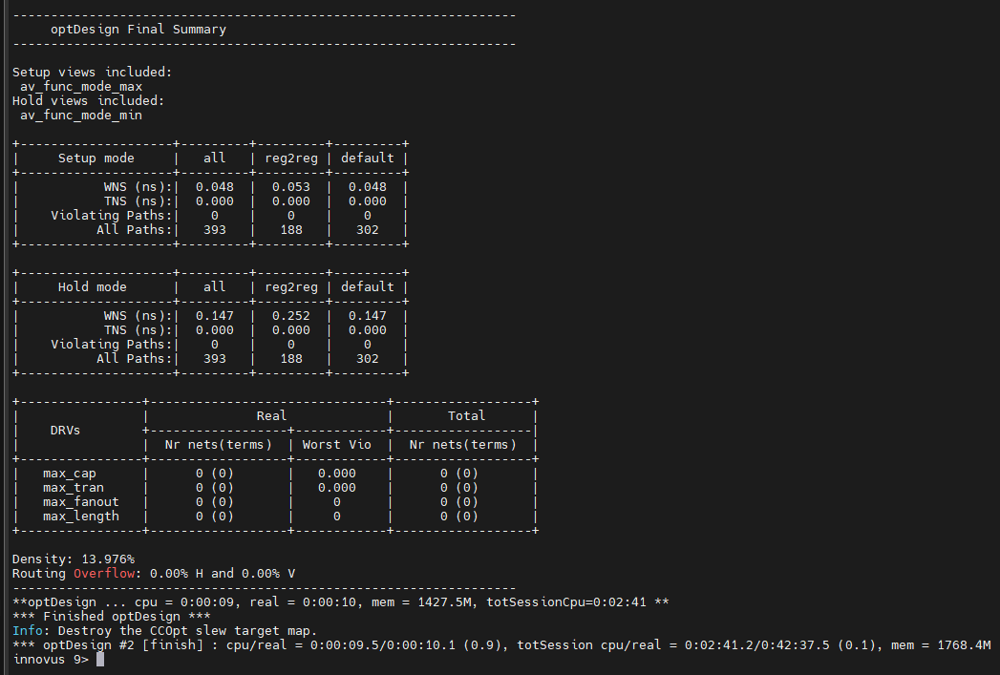 ------------------------------------------------------------------
     optDesign Final Summary
------------------------------------------------------------------

Setup views included:
 av_func_mode_max
Hold views included:
 av_func_mode_min

+--------------------+---------+---------+---------+
|     Setup mode     |   all   | reg2reg | default |
+--------------------+---------+---------+---------+
|           WNS (ns):|  0.048  |  0.053  |  0.048  |
|           TNS (ns):|  0.000  |  0.000  |  0.000  |
|    Violating Paths:|    0    |    0    |    0    |
|          All Paths:|   393   |   188   |   302   |
+--------------------+---------+---------+---------+

+--------------------+---------+---------+---------+
|     Hold mode      |   all   | reg2reg | default |
+--------------------+---------+---------+---------+
|           WNS (ns):|  0.147  |  0.252  |  0.147  |
|           TNS (ns):|  0.000  |  0.000  |  0.000  |
|    Violating Paths:|    0    |    0    |    0    |
|          All Paths:|   393   |   188   |   302   |
+--------------------+---------+---------+---------+

+----------------+-------------------------------+------------------+
|                |              Real             |       Total      |
|    DRVs        +------------------+------------+------------------|
|                |  Nr nets(terms)  | Worst Vio  |  Nr nets(terms)  |
+----------------+------------------+------------+------------------+
|   max_cap      |      0 (0)       |   0.000    |      0 (0)       |
|   max_tran     |      0 (0)       |   0.000    |      0 (0)       |
|   max_fanout   |      0 (0)       |     0      |      0 (0)       |
|   max_length   |      0 (0)       |     0      |      0 (0)       |
+----------------+------------------+------------+------------------+

Density: 13.976%
Routing Overflow: 0.00% H and 0.00% V
------------------------------------------------------------------
**optDesign ... cpu = 0:00:09, real = 0:00:10, mem = 1427.5M, totSessionCpu=0:02:41 **
*** Finished optDesign ***
Info: Destroy the CCOpt slew target map.
*** optDesign #2 [finish] : cpu/real = 0:00:09.5/0:00:10.1 (0.9), totSession cpu/real = 0:02:41.2/0:42:37.5 (0.1), mem = 1768.4M
innovus 9>